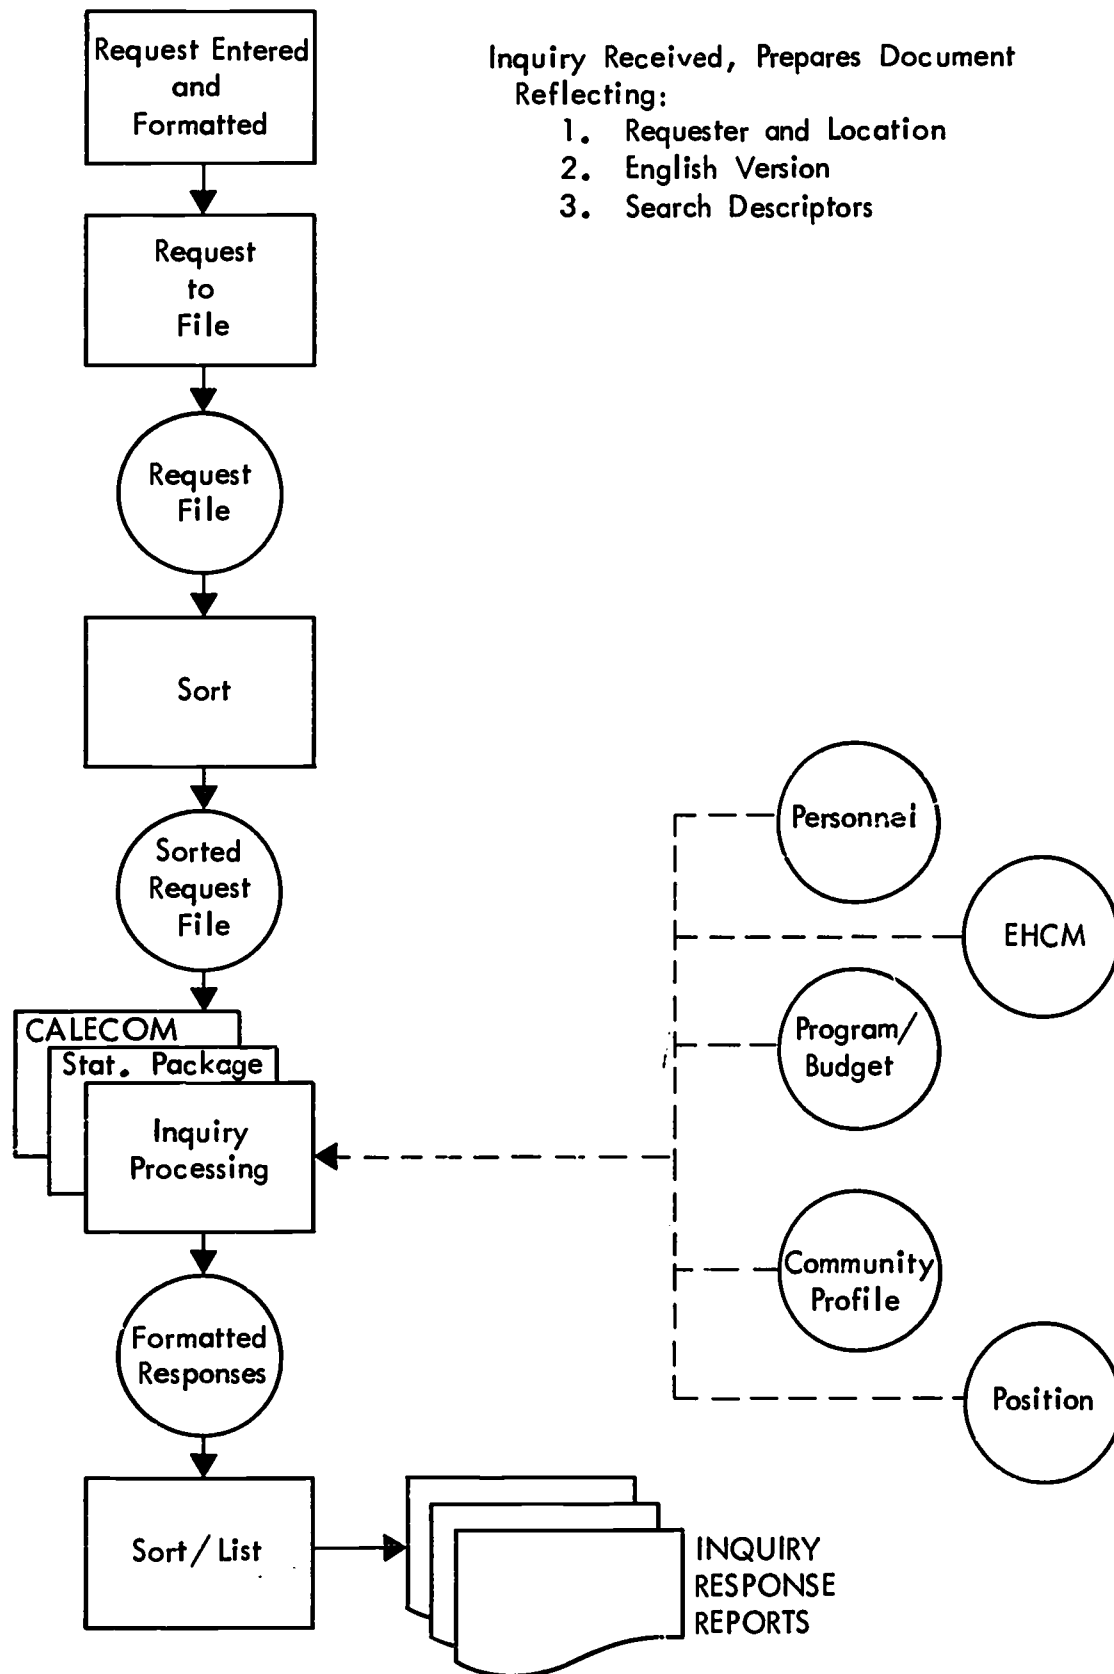 Request Entered
and
Formatted
Inquiry Received, Prepares Document
Reflecting:
1. Requester and Location
2. English Version
3. Search Descriptors
Request
to
File
Request
File
Sort
Sorted
Request
File
CALECOM
Stat. Package
Inquiry
Processing
Personnel
EHCM
Program/
Budget
Community
Profile
Position
Formatted
Responses
Sort/List
INQUIRY
RESPONSE
REPORTS